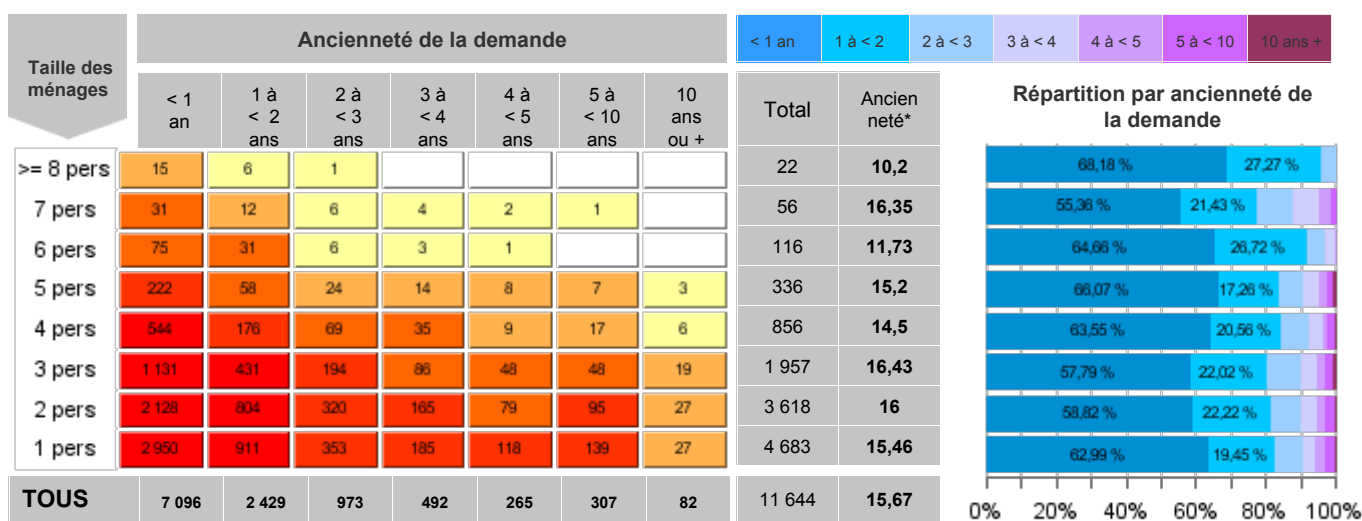 Taille des
ménages
Ancienneté de la demande
< 1 an 1 à < 2 2 à < 3 3 à < 4 4 à < 5 5 à < 10 10 ans +
< 1
an
1 à
< 2
ans
2 à
< 3
ans
3 à
< 4
ans
4 à
< 5
ans
5 à
< 10
ans
10
ans
ou +
Total
Ancien
neté*
Répartition par ancienneté de
la demande
>= 8 pers 15 6 1 22 10,2 68,18 % 27,27 %
7 pers 31 12 6 4 2 1 56 16,35 55,36 % 21,43 %
6 pers 75 31 6 3 1 116 11,73 64,66 % 26,72 %
5 pers 222 58 24 14 8 7 3 336 15,2 66,07 % 17,26 %
4 pers 544 176 69 35 9 17 6 856 14,5 63,55 % 20,56 %
3 pers 1 131 431 194 86 48 48 19 1 957 16,43 57,79 % 22,02 %
2 pers 2 128 804 320 165 79 95 27 3 618 16 58,82 % 22,22 %
1 pers 2 950 911 353 185 118 139 27 4 683 15,46 62,99 % 19,45 %
TOUS 7 096 2 429 973 492 265 307 82 11 644 15,67
0% 20% 40% 60% 80% 100%